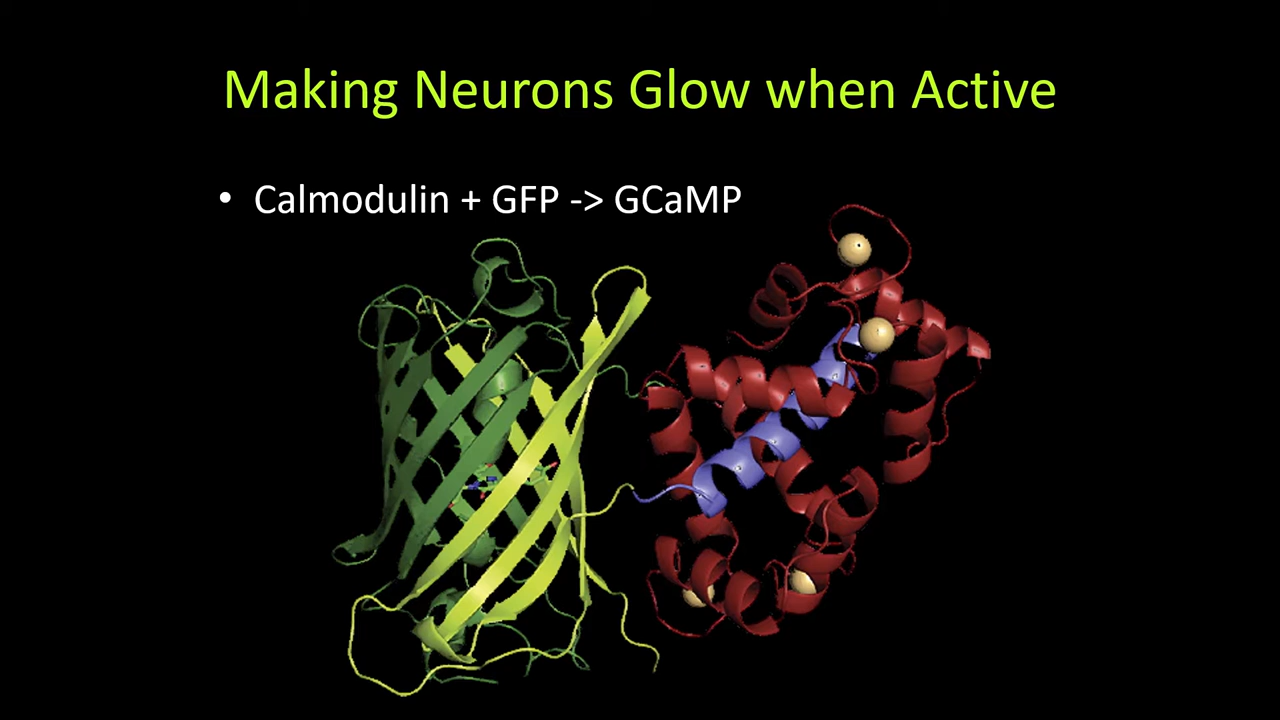 Making Neurons Glow when Active
• Calmodulin + GFP -> GCaMP